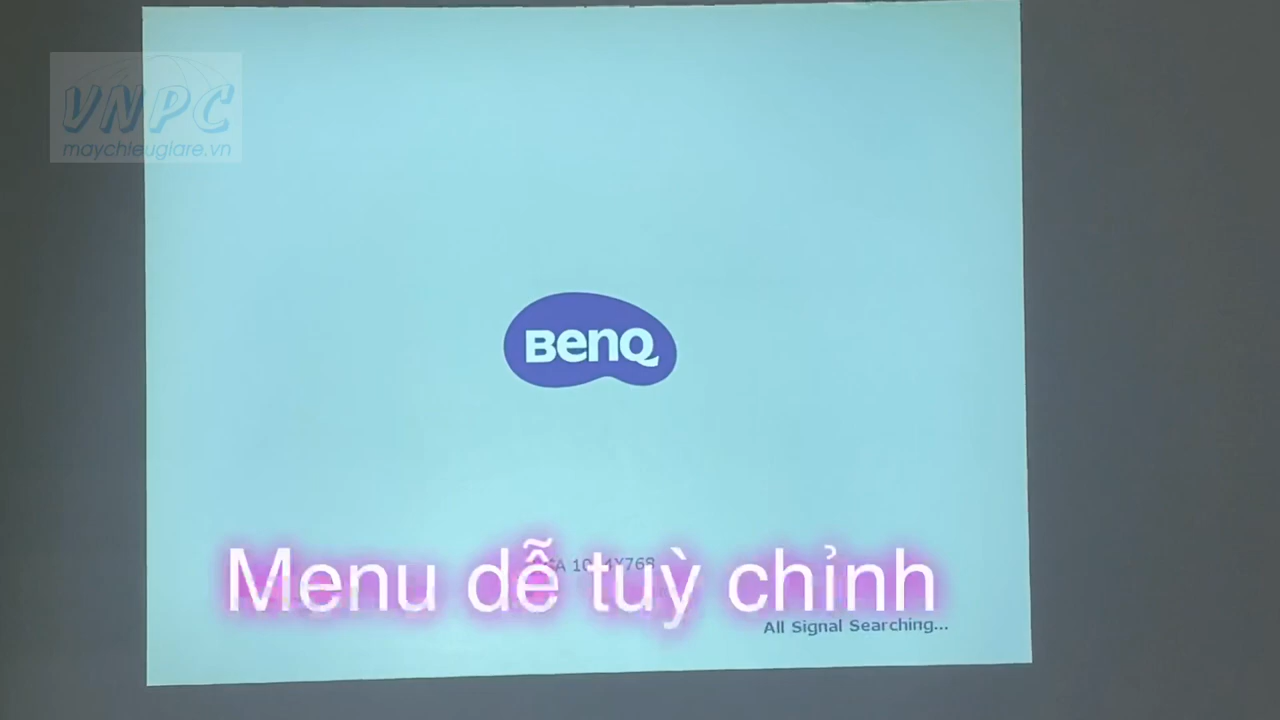 VNPC
maychieugiare.vn
BenQ
Menu dễ tuỳ chỉnh
All Signal Searching...